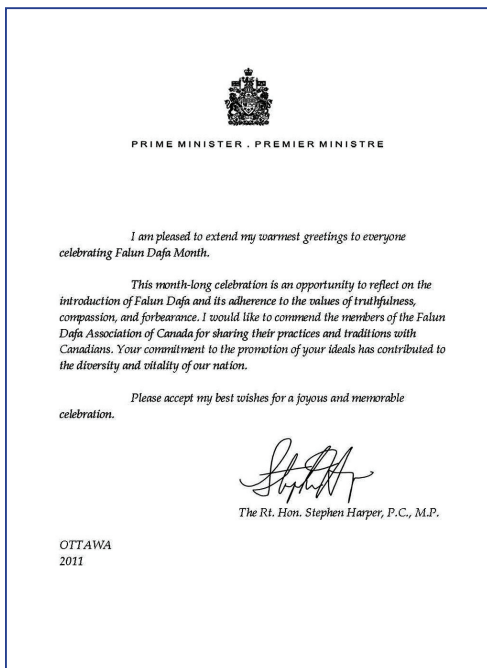 PRIME MINISTER . PREMIER MINISTRE
I am pleased to extend my warmest greetings to everyone
celebrating Falun Dafa Month.
This month-long celebration is an opportunity to reflect on the
introduction of Falun Dafa and its adherence to the values of truthfulness,
compassion, and forbearance. I would like to commend the members of the Falun
Dafa Association of Canada for sharing their practices and traditions with
Canadians. Your commitment to the promotion of your ideals has contributed to
the diversity and vitality of our nation.
Please accept my best wishes for a joyous and memorable
celebration.
The Rt. Hon. Stephen Harper, P.C., M.P.
OTTAWA
2011